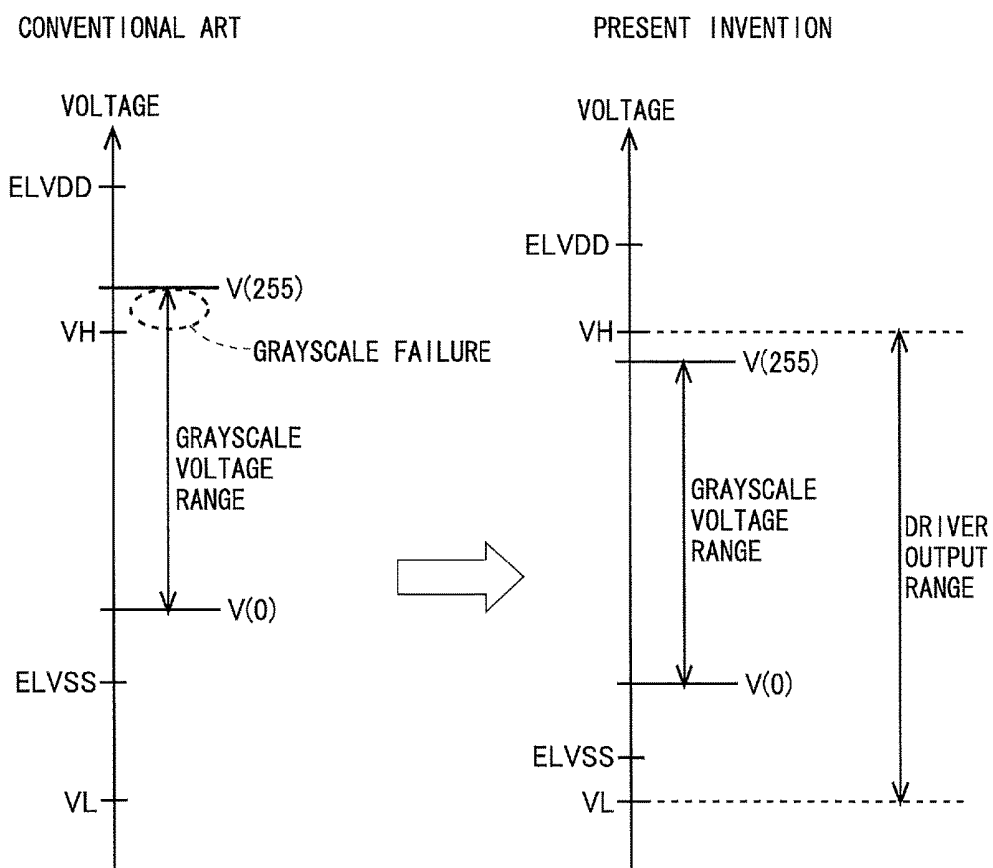 CONVENTIONAL ART
VOLTAGE
ELVDD
V(255)
VH
GRAYSCALE FAILURE
GRAYSCALE
VOLTAGE
RANGE
V(0)
ELVSS
VL
PRESENT INVENTION
VOLTAGE
ELVDD
VH
V(255)
GRAYSCALE
VOLTAGE
RANGE
DRIVER
OUTPUT
RANGE
V(0)
ELVSS
VL